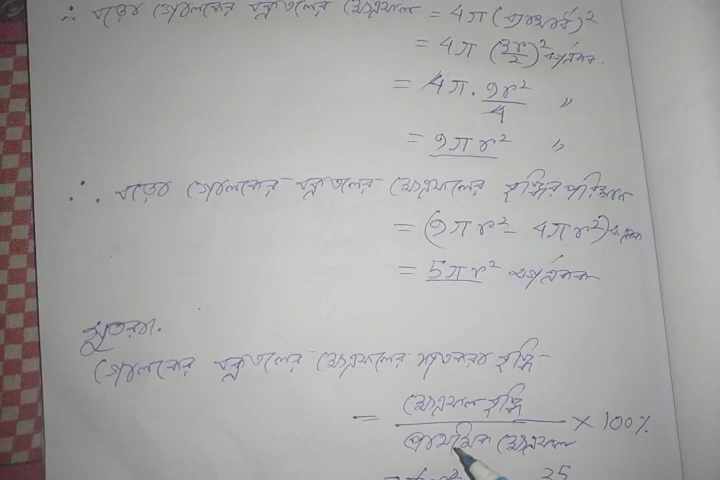 ∴ বড়ো গোলকের বক্রতলের ক্ষেত্রফল = 4π (ব্যাসার্ধ)²
= 4π (3r/2)² বর্গএকক
= 4π · 9r²/4 "
= 9πr² "
∴ বড়ো গোলকের বক্রতলের ক্ষেত্রফলের বৃদ্ধির পরিমান
= (9πr² - 4πr²) বর্গএকক
= 5πr² বর্গএকক
সুতরাং
গোলকের বক্রতলের ক্ষেত্রফলের শতকরা বৃদ্ধি
= ক্ষেত্রফল বৃদ্ধি/প্রাথমিক ক্ষেত্রফল × 100%
25